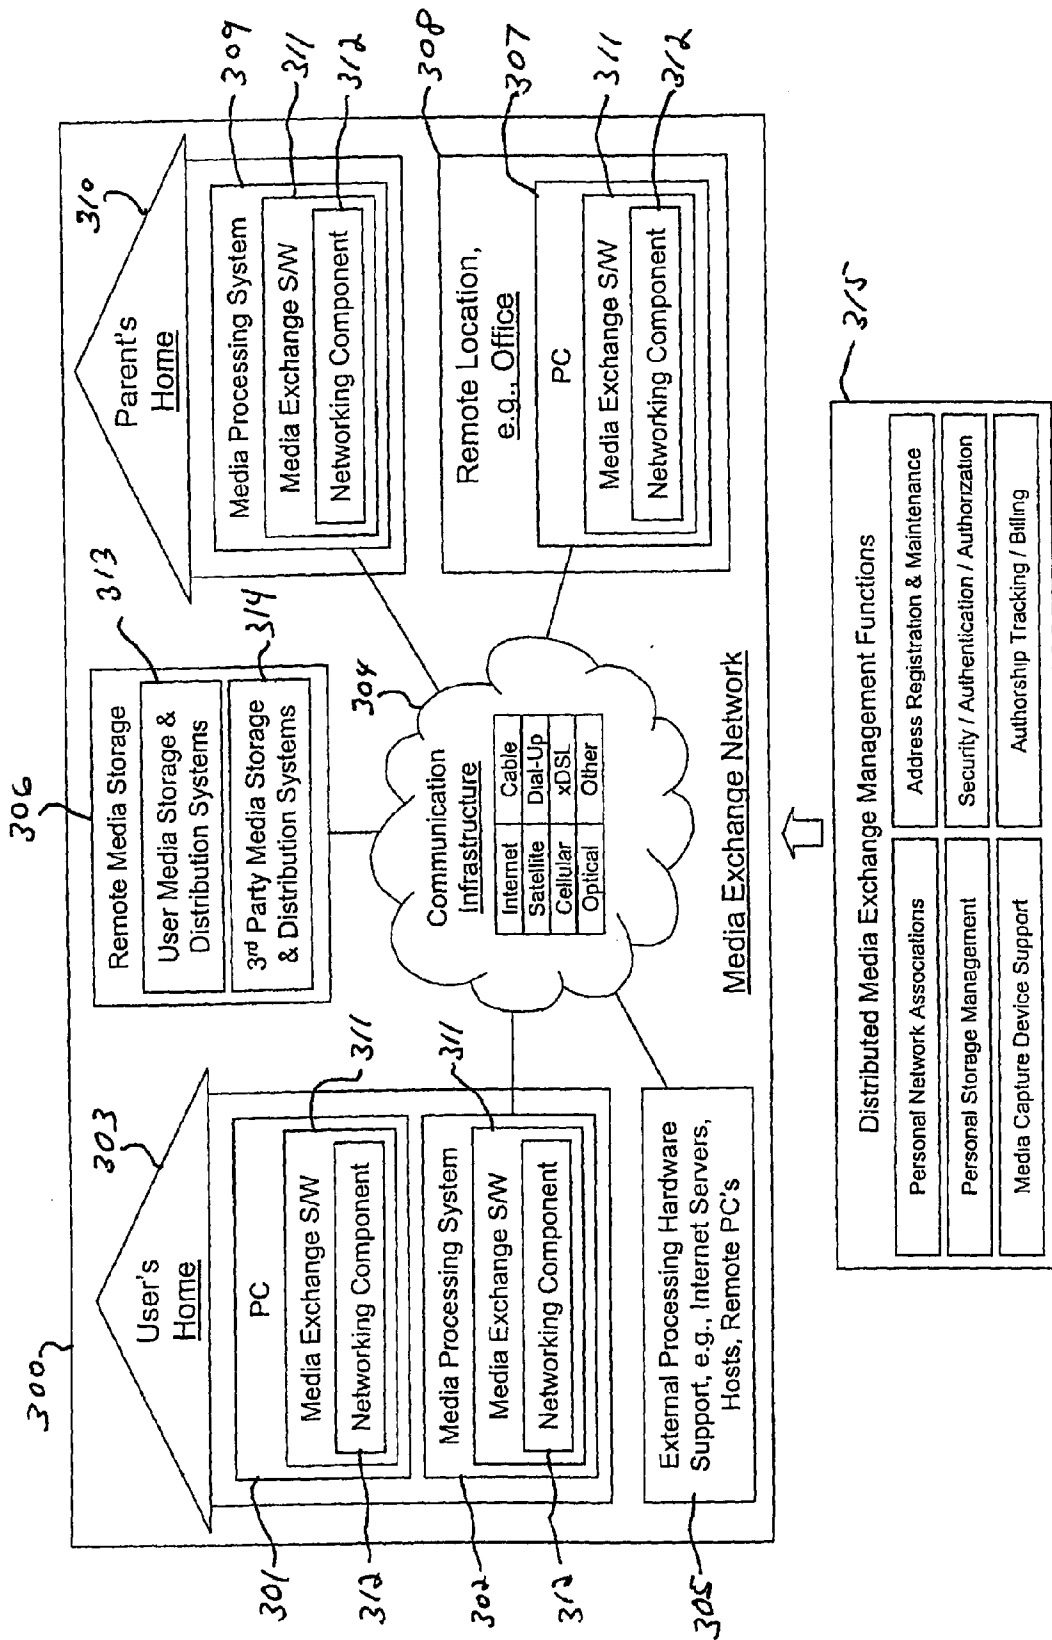 300
User's
Home
303
PC
Media Exchange S/W
Networking Component
301
312
311
Media Processing System
Media Exchange S/W
Networking Component
302
312
311
External Processing Hardware
Support, e.g., Internet Servers,
Hosts, Remote PC's
305
306
Remote Media Storage
User Media Storage &
Distribution Systems
313
3rd Party Media Storage
& Distribution Systems
314
304
Communication
Infrastructure
Internet Cable
Satellite Dial-Up
Cellular xDSL
Optical Other
Media Exchange Network
310
Parent's
Home
Media Processing System
Media Exchange S/W
Networking Component
309
311
312
Remote Location,
e.g., Office
PC
Media Exchange S/W
Networking Component
308
307
311
312
315
Distributed Media Exchange Management Functions
Personal Network Associations Address Registration & Maintenance
Personal Storage Management Security / Authentication / Authorization
Media Capture Device Support Authorship Tracking / Billing